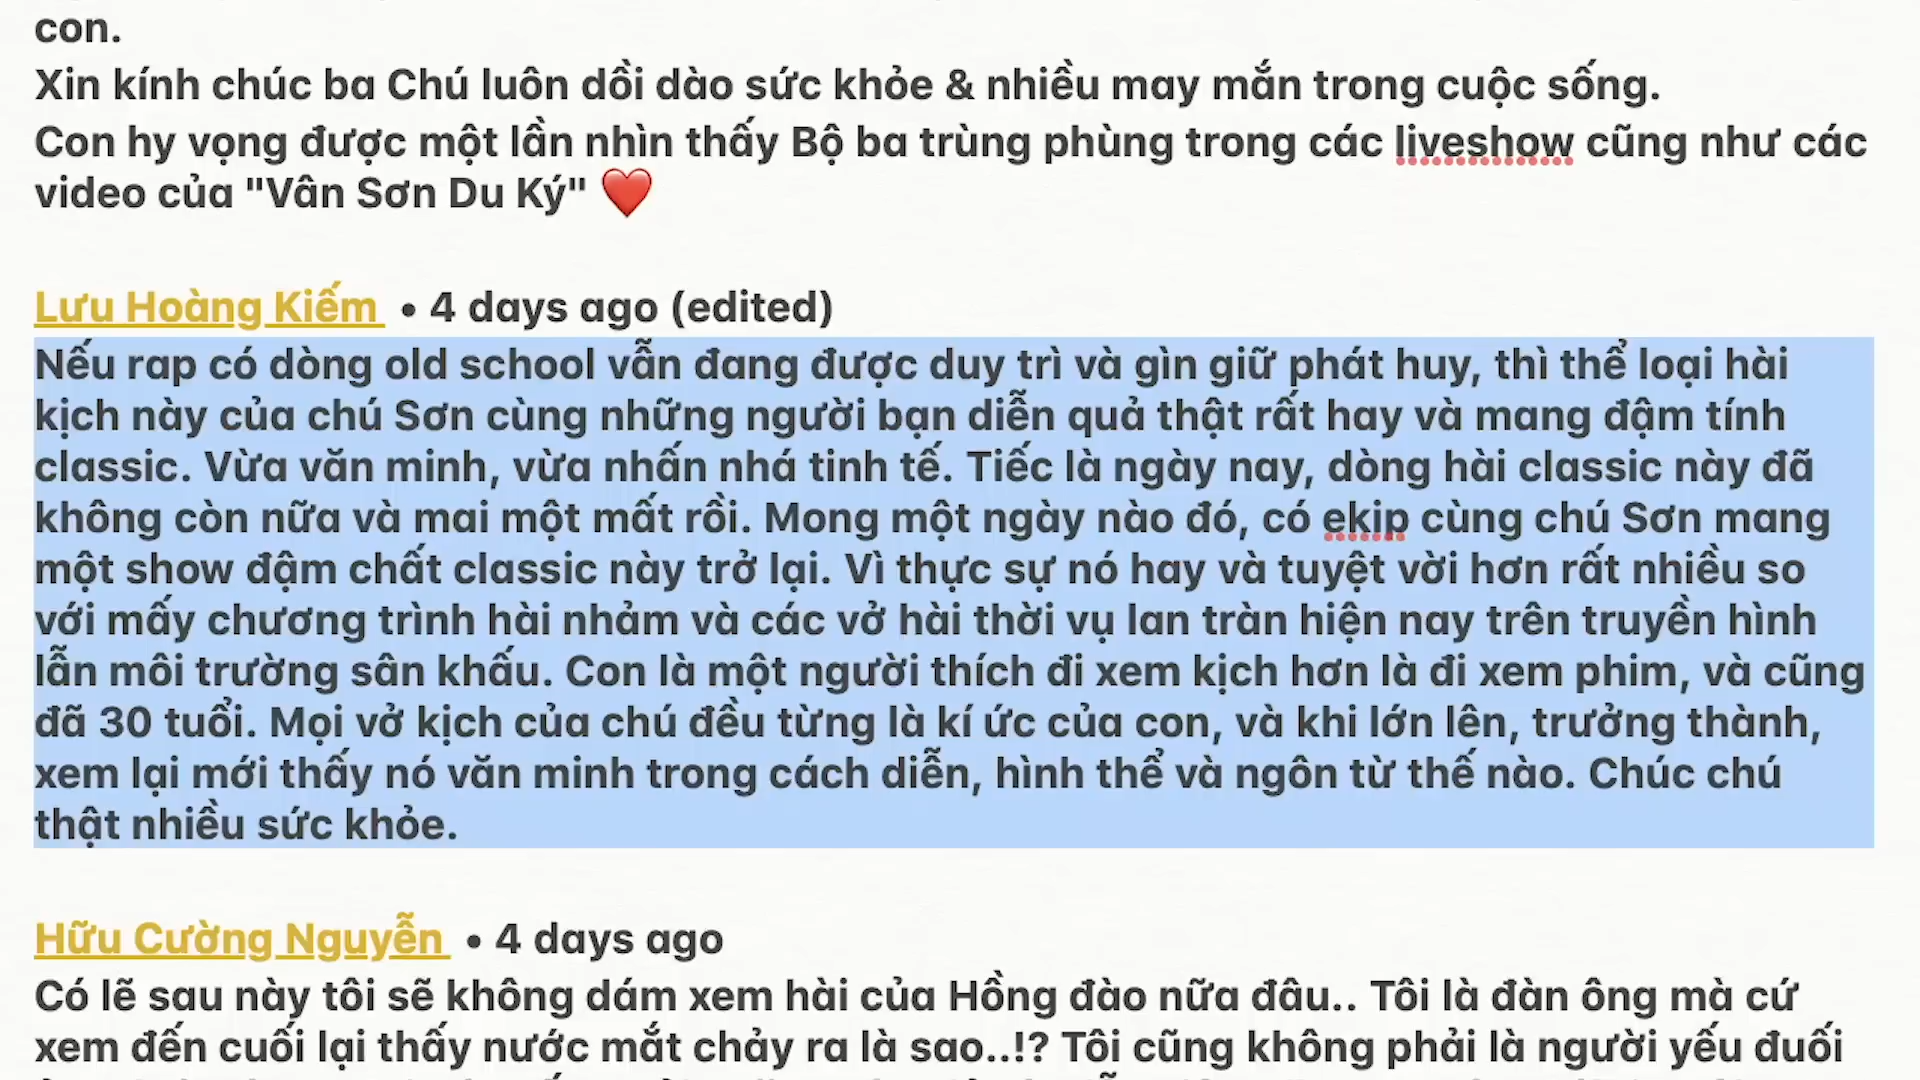 con.
Xin kính chúc ba Chú luôn dồi dào sức khỏe & nhiều may mắn trong cuộc sống.
Con hy vọng được một lần nhìn thấy Bộ ba trùng phùng trong các liveshow cũng như các
video của "Vân Sơn Du Ký" ❤️
Lưu Hoàng Kiếm • 4 days ago (edited)
Nếu rap có dòng old school vẫn đang được duy trì và gìn giữ phát huy, thì thể loại hài
kịch này của chú Sơn cùng những người bạn diễn quả thật rất hay và mang đậm tính
classic. Vừa văn minh, vừa nhấn nhá tinh tế. Tiếc là ngày nay, dòng hài classic này đã
không còn nữa và mai một mất rồi. Mong một ngày nào đó, có ekip cùng chú Sơn mang
một show đậm chất classic này trở lại. Vì thực sự nó hay và tuyệt vời hơn rất nhiều so
với mấy chương trình hài nhảm và các vở hài thời vụ lan tràn hiện nay trên truyền hình
lẫn môi trường sân khấu. Con là một người thích đi xem kịch hơn là đi xem phim, và cũng
đã 30 tuổi. Mọi vở kịch của chú đều từng là kí ức của con, và khi lớn lên, trưởng thành,
xem lại mới thấy nó văn minh trong cách diễn, hình thể và ngôn từ thế nào. Chúc chú
thật nhiều sức khỏe.
Hữu Cường Nguyễn • 4 days ago
Có lẽ sau này tôi sẽ không dám xem hài của Hồng đào nữa đâu.. Tôi là đàn ông mà cứ
xem đến cuối lại thấy nước mắt chảy ra là sao..!? Tôi cũng không phải là người yếu đuối